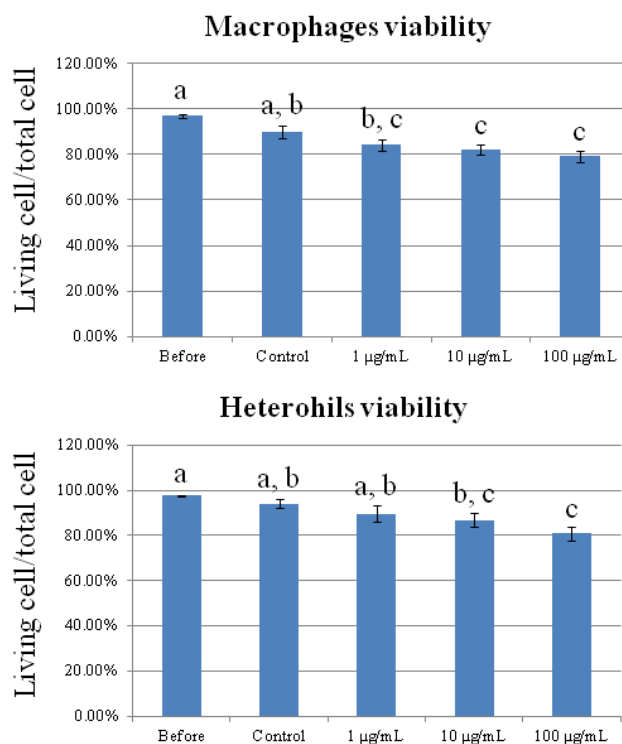 Macrophages viability
120.00%
100.00%
80.00%
60.00%
40.00%
20.00%
0.00%
Living cell/total cell
a
a, b
b, c
c
c
Before
Control
1 µg/mL
10 µg/mL
100 µg/mL
Heterohils viability
120.00%
100.00%
80.00%
60.00%
40.00%
20.00%
0.00%
Living cell/total cell
a
a, b
a, b
b, c
c
Before
Control
1 µg/mL
10 µg/mL
100 µg/mL